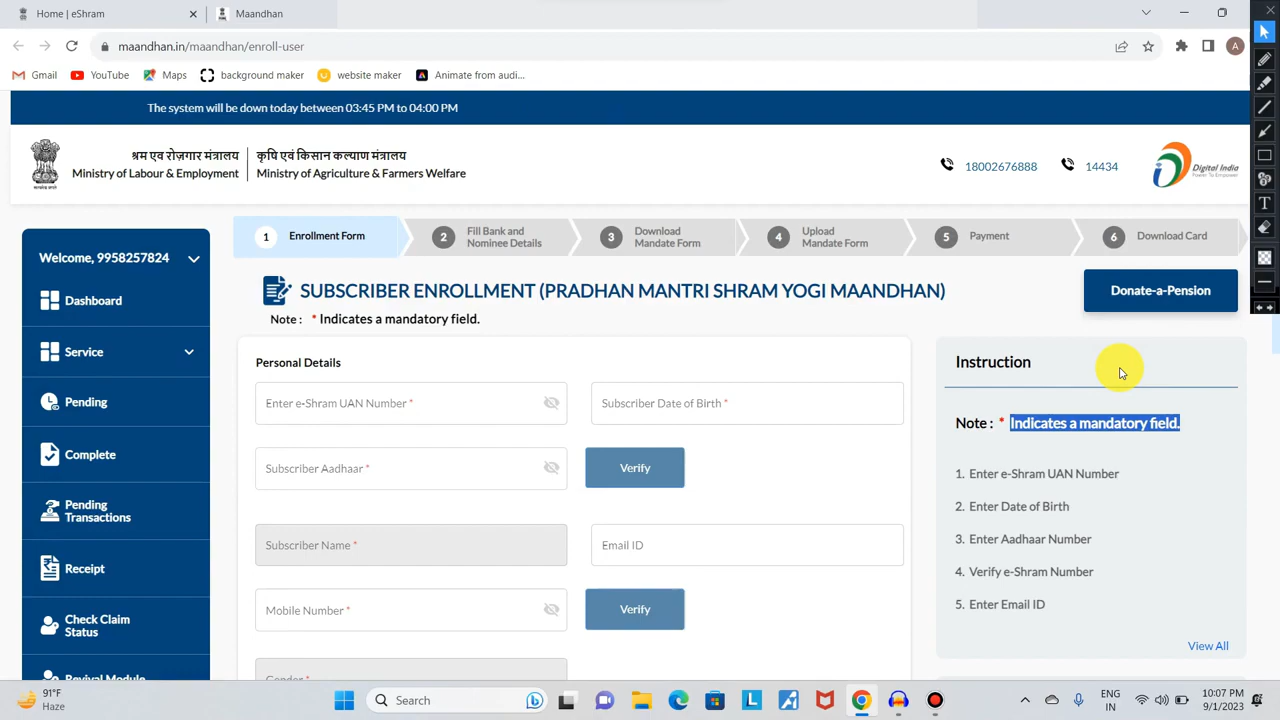 Home | eShram
Maandhan
maandhan.in/maandhan/enroll-user
A
Gmail
YouTube
Maps
background maker
website maker
Animate from audi...
The system will be down today between 03:45 PM to 04:00 PM
श्रम एवं रोज़गार मंत्रालय
Ministry of Labour & Employment
कृषि एवं किसान कल्याण मंत्रालय
Ministry of Agriculture & Farmers Welfare
18002676888
14434
Digital India
Power To Empower
1 Enrollment Form
2 Fill Bank and
Nominee Details
3 Download
Mandate Form
4 Upload
Mandate Form
5 Payment
6 Download Card
Welcome, 9958257824
Dashboard
Service
Pending
Complete
Pending
Transactions
Receipt
Check Claim
Status
Revival Module
SUBSCRIBER ENROLLMENT (PRADHAN MANTRI SHRAM YOGI MAANDHAN)
Donate-a-Pension
Note : * Indicates a mandatory field.
Personal Details
Enter e-Shram UAN Number *
Subscriber Date of Birth *
Subscriber Aadhaar *
Verify
Subscriber Name *
Email ID
Mobile Number *
Verify
Gender *
Instruction
Note : * Indicates a mandatory field.
1. Enter e-Shram UAN Number
2. Enter Date of Birth
3. Enter Aadhaar Number
4. Verify e-Shram Number
5. Enter Email ID
View All
T
91°F
Haze
Search
L
ENG
IN
10:07 PM
9/1/2023